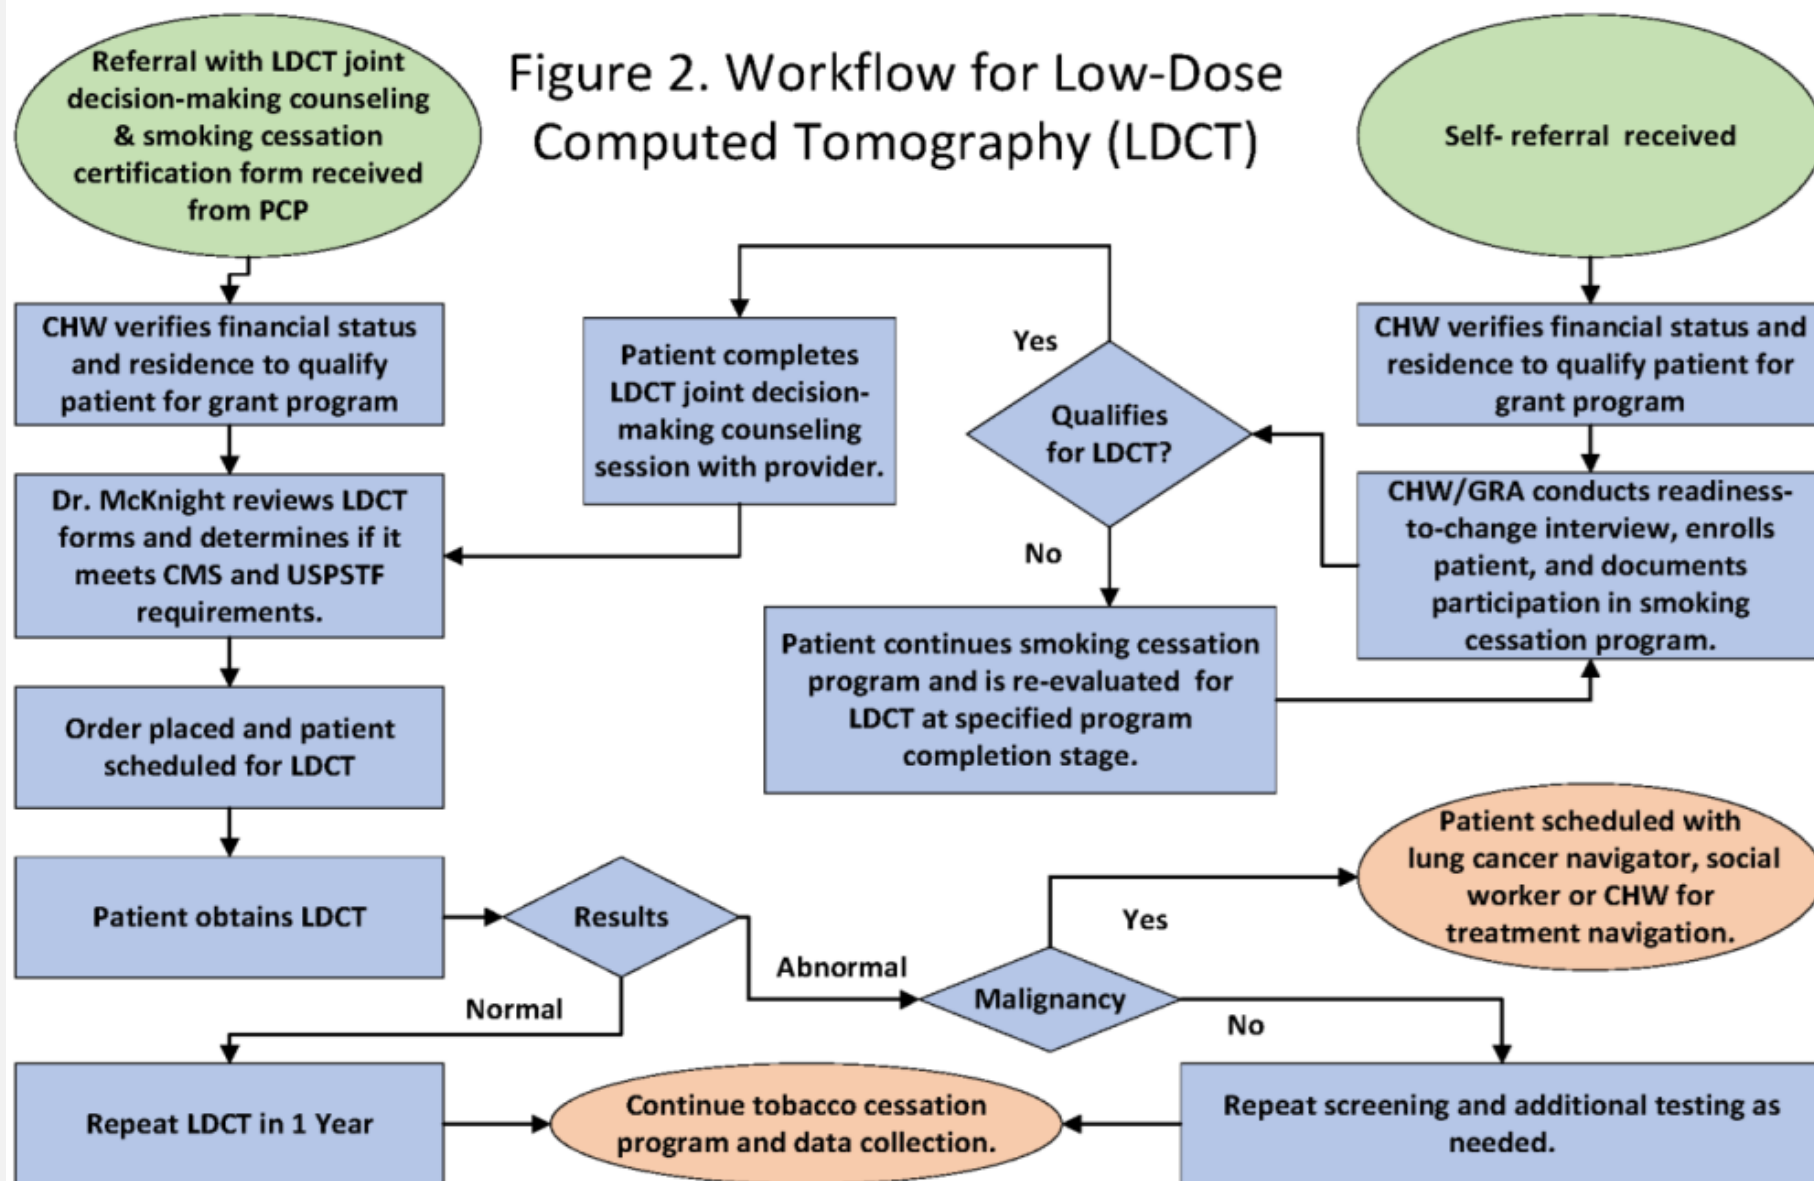 Figure 2. Workflow for Low-Dose
Computed Tomography (LDCT)
Referral with LDCT joint
decision-making counseling
& smoking cessation
certification form received
from PCP
Self- referral  received
CHW verifies financial status
and residence to qualify
patient for grant program
Patient completes
LDCT joint decision-
making counseling
session with provider.
Yes
Qualifies
for LDCT?
No
CHW verifies financial status and
residence to qualify patient for
grant program
Dr. McKnight reviews LDCT
forms and determines if it
meets CMS and USPSTF
requirements.
CHW/GRA conducts readiness-
to-change interview, enrolls
patient, and documents
participation in smoking
cessation program.
Patient continues smoking cessation
program and is re-evaluated  for
LDCT at specified program
completion stage.
Order placed and patient
scheduled for LDCT
Patient obtains LDCT
Results
Abnormal
Normal
Malignancy
Yes
No
Patient scheduled with
lung cancer navigator, social
worker or CHW for
treatment navigation.
Repeat LDCT in 1 Year
Continue tobacco cessation
program and data collection.
Repeat screening and additional testing as
needed.